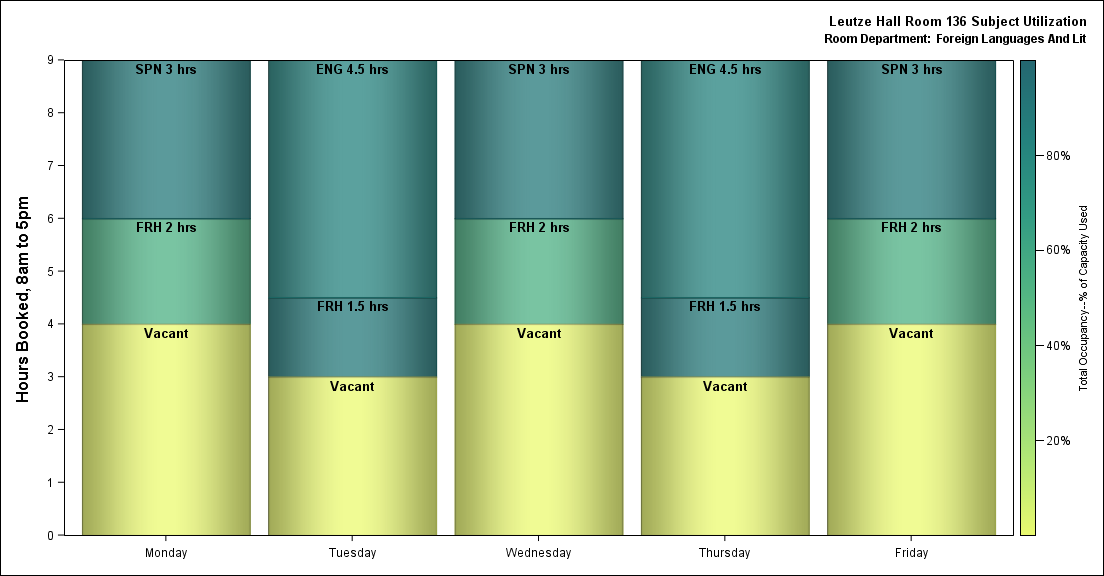 Leutze Hall Room 136 Subject Utilization
Room Department: Foreign Languages And Lit
Hours Booked, 8am to 5pm
9
8
7
6
5
4
3
2
1
0
SPN 3 hrs
FRH 2 hrs
Vacant
ENG 4.5 hrs
FRH 1.5 hrs
Vacant
SPN 3 hrs
FRH 2 hrs
Vacant
ENG 4.5 hrs
FRH 1.5 hrs
Vacant
SPN 3 hrs
FRH 2 hrs
Vacant
Monday
Tuesday
Wednesday
Thursday
Friday
80%
60%
40%
20%
Total Occupancy--% of Capacity Used